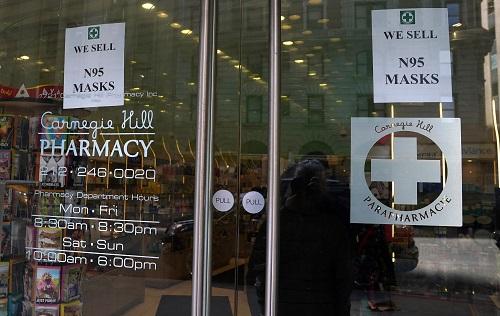 WE SELL
N95
MASKS
Carnegie Hill
PHARMACY
212-246-0020
Pharmacy Department Hours
Mon • Fri
8:30am • 8:30pm
Sat • Sun
10:00am • 6:00pm
PULL
PULL
WE SELL
N95
MASKS
Carnegie Hill
PARAPHARMACIE